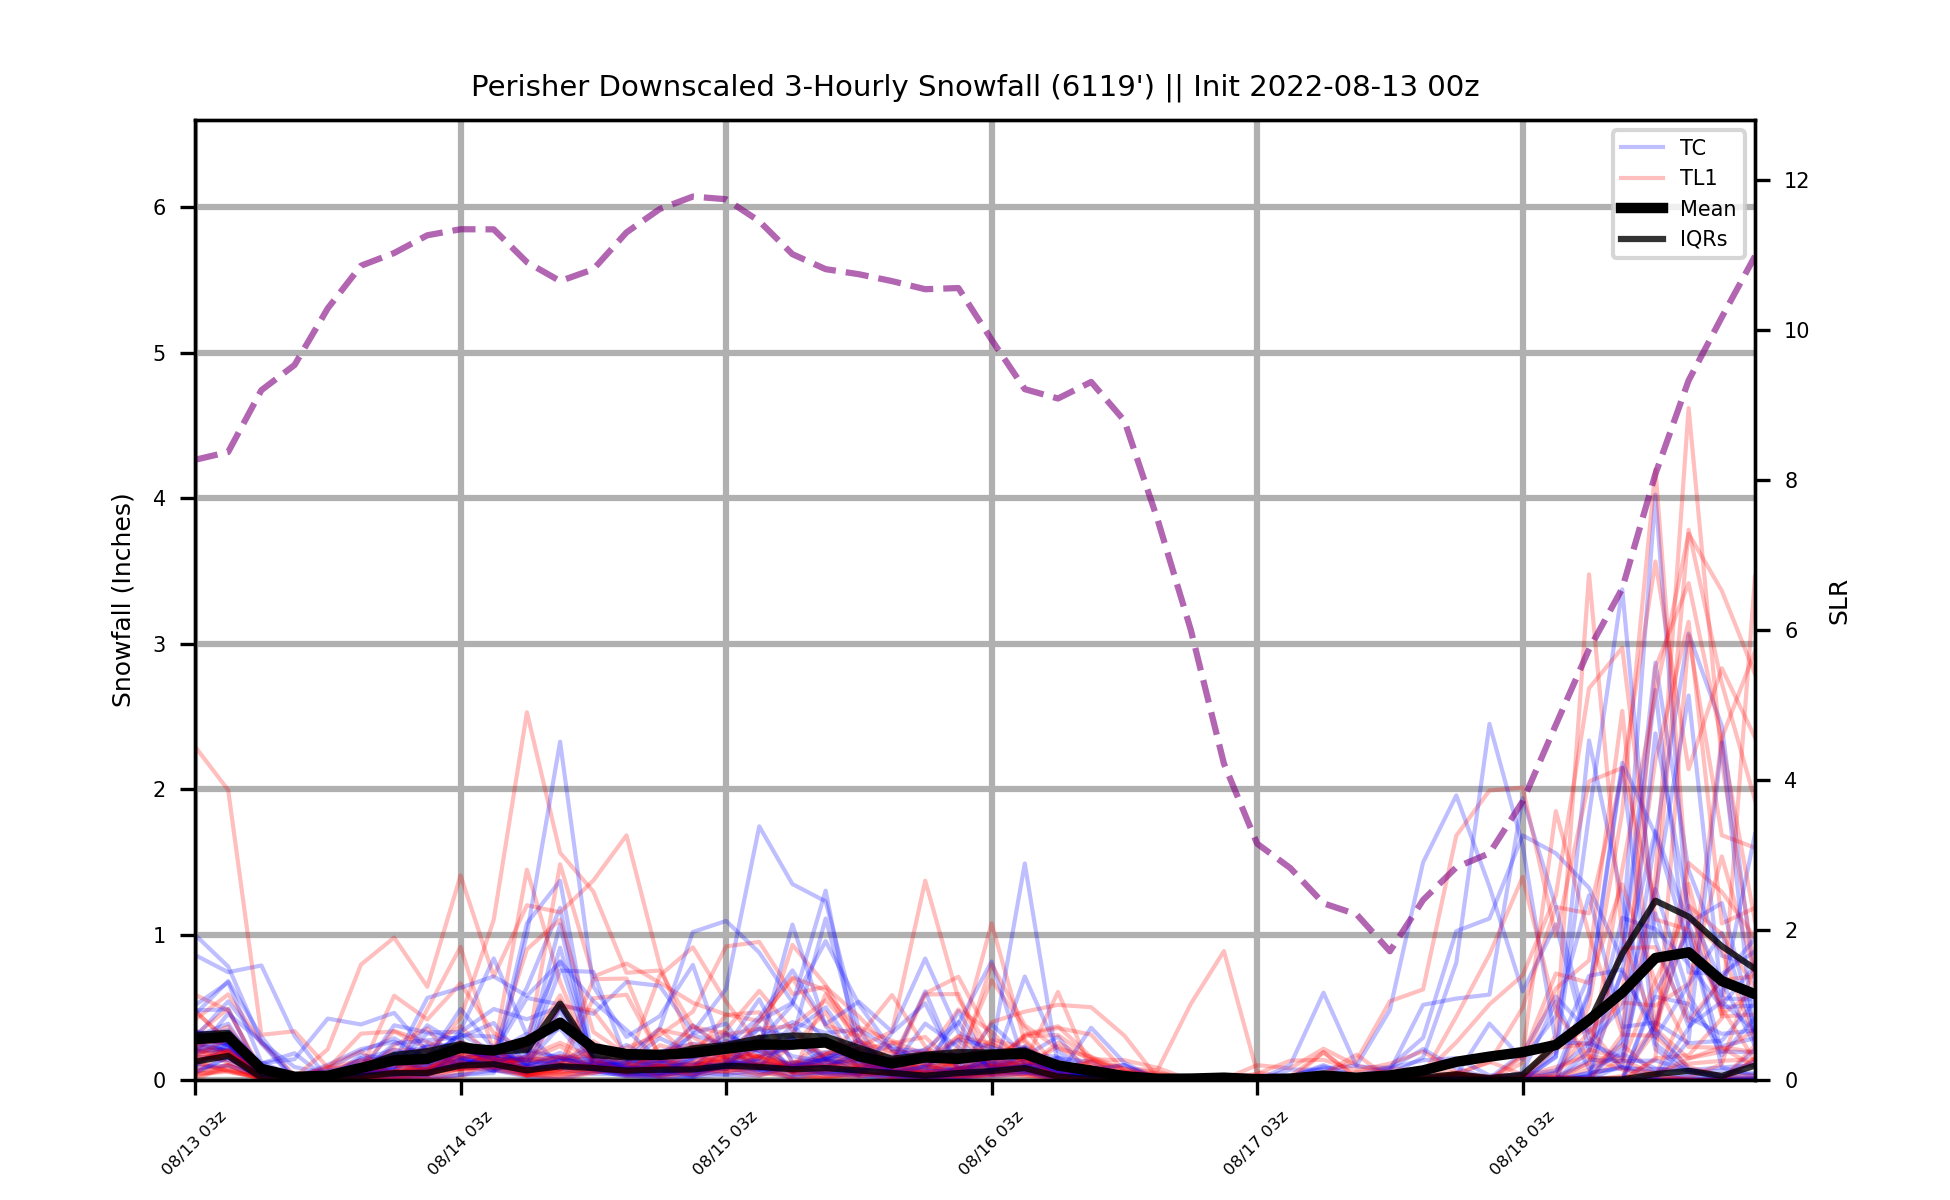 Perisher Downscaled 3-Hourly Snowfall (6119') || Init 2022-08-13 00z
TC
TL1
Mean
IQRs
Snowfall (Inches)
6
5
4
3
2
1
0
12
10
8
6
4
2
0
SLR
08/13 03z
08/14 03z
08/15 03z
08/16 03z
08/17 03z
08/18 03z